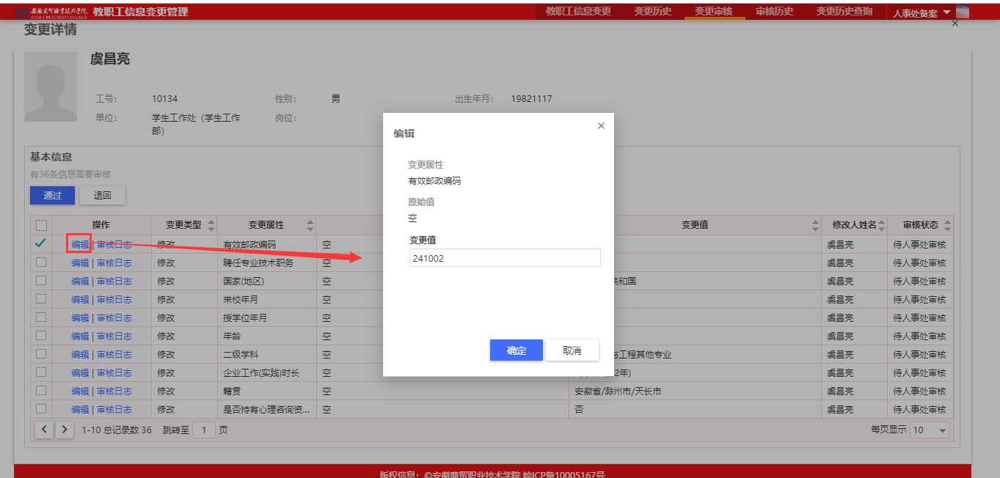 ANHUI BUSINESS COLLEGE 教职工信息变更管理 教职工信息变更 变更历史 变更审核 审核历史 变更历史查询 人事处备案
变更详情 ×
虞昌亮
工号: 10134 性别: 男 出生年月: 19821117
单位: 学生工作处（学生工作 岗位:
部）
基本信息
有36条信息需要审核
通过 退回
操作 变更类型 变更属性 变更值 修改人姓名 审核状态
编辑 | 审核日志 修改 有效邮政编码 空 虞昌亮 待人事处审核
编辑 | 审核日志 修改 聘任专业技术职务 空 虞昌亮 待人事处审核
编辑 | 审核日志 修改 国家(地区) 空 共和国 虞昌亮 待人事处审核
编辑 | 审核日志 修改 来校年月 空 虞昌亮 待人事处审核
编辑 | 审核日志 修改 授学位年月 空 虞昌亮 待人事处审核
编辑 | 审核日志 修改 年龄 空 虞昌亮 待人事处审核
编辑 | 审核日志 修改 二级学科 空 与工程其他专业 虞昌亮 待人事处审核
编辑 | 审核日志 修改 企业工作(实践)时长 空 2年) 虞昌亮 待人事处审核
编辑 | 审核日志 修改 籍贯 空 安徽省/滁州市/天长市 虞昌亮 待人事处审核
编辑 | 审核日志 修改 是否持有心理咨询资... 空 否 虞昌亮 待人事处审核
1-10 总记录数 36 跳转至 1 页 每页显示 10
编辑 ×
变更属性
有效邮政编码
原始值
空
变更值
241002
确定 取消
版权信息：©安徽商贸职业技术学院 皖ICP备10005167号